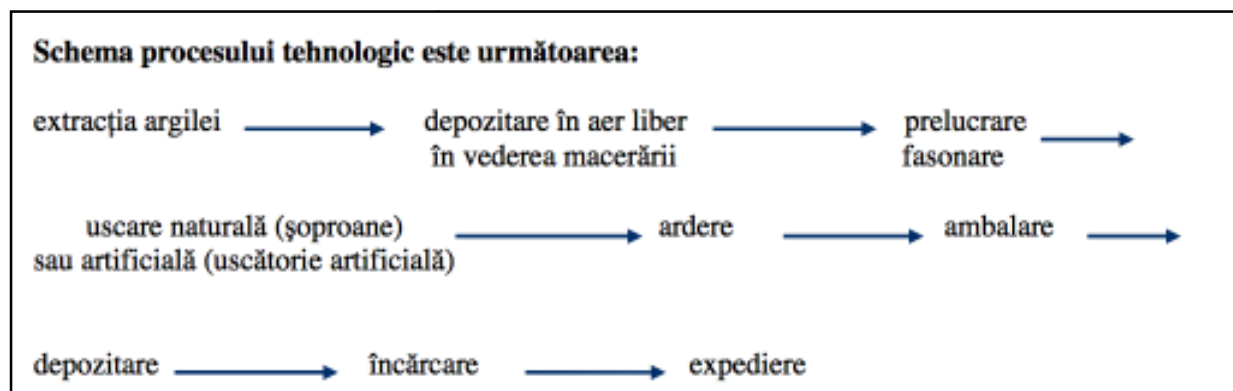 Schema procesului tehnologic este următoarea:
extracția argilei depozitare în aer liber prelucrare
în vederea macerării fasonare
uscare naturală (șoproane) ardere ambalare
sau artificială (uscătorie artificială)
depozitare încărcare expediere